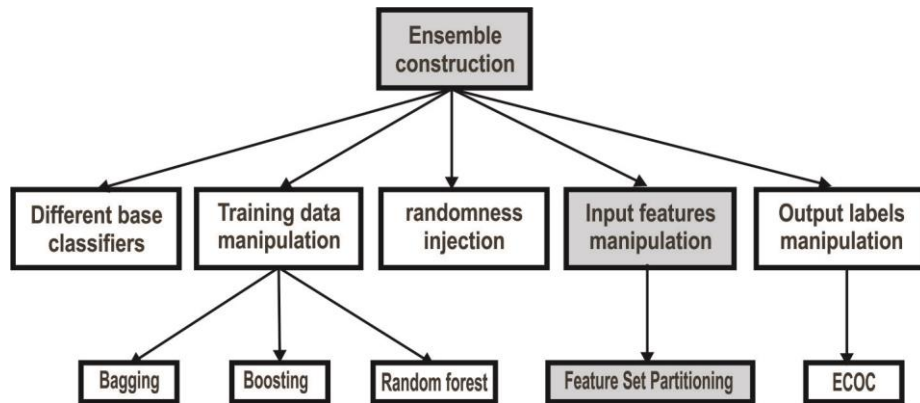 Ensemble
construction
Different base
classifiers
Training data
manipulation
randomness
injection
Input features
manipulation
Output labels
manipulation
Bagging
Boosting
Random forest
Feature Set Partitioning
ECOC